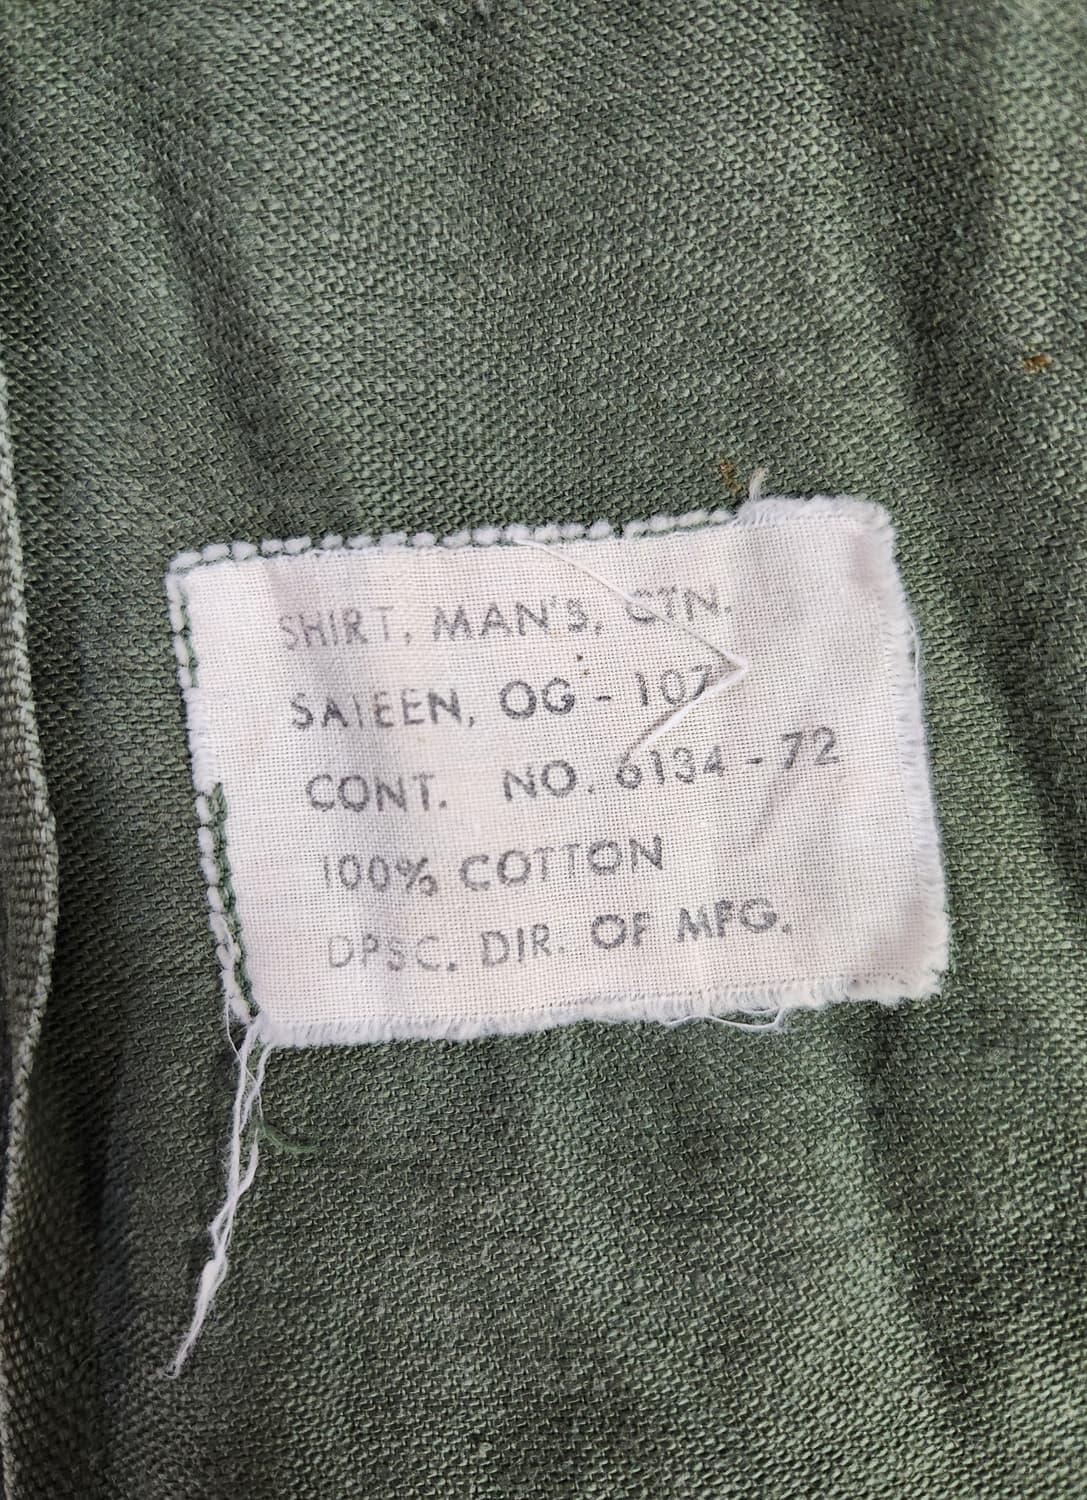 SHIRT, MAN'S, CTN.
SATEEN, OG - 107
CONT. NO. 6134 - 72
100% COTTON
DPSC. DIR. OF MFG.